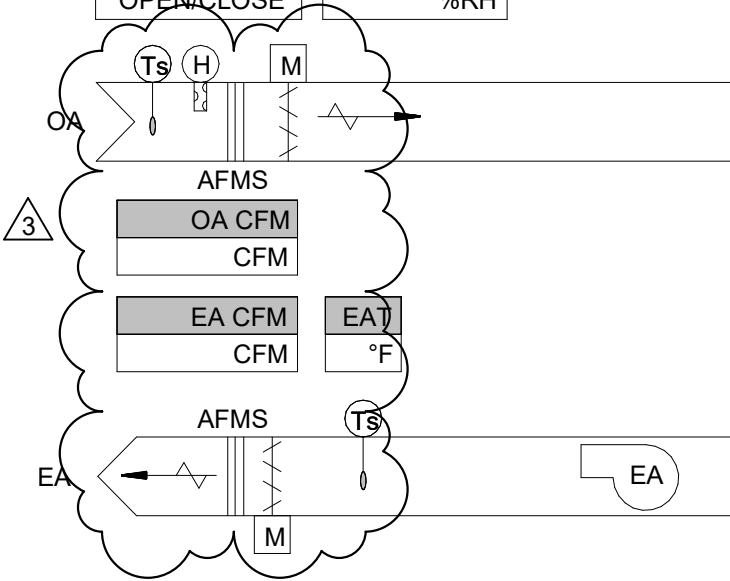 OPEN/CLOSE %RH
Ts H M
OA
AFMS
3
OA CFM
CFM
EA CFM EAT
CFM °F
AFMS Ts
EA EA
M